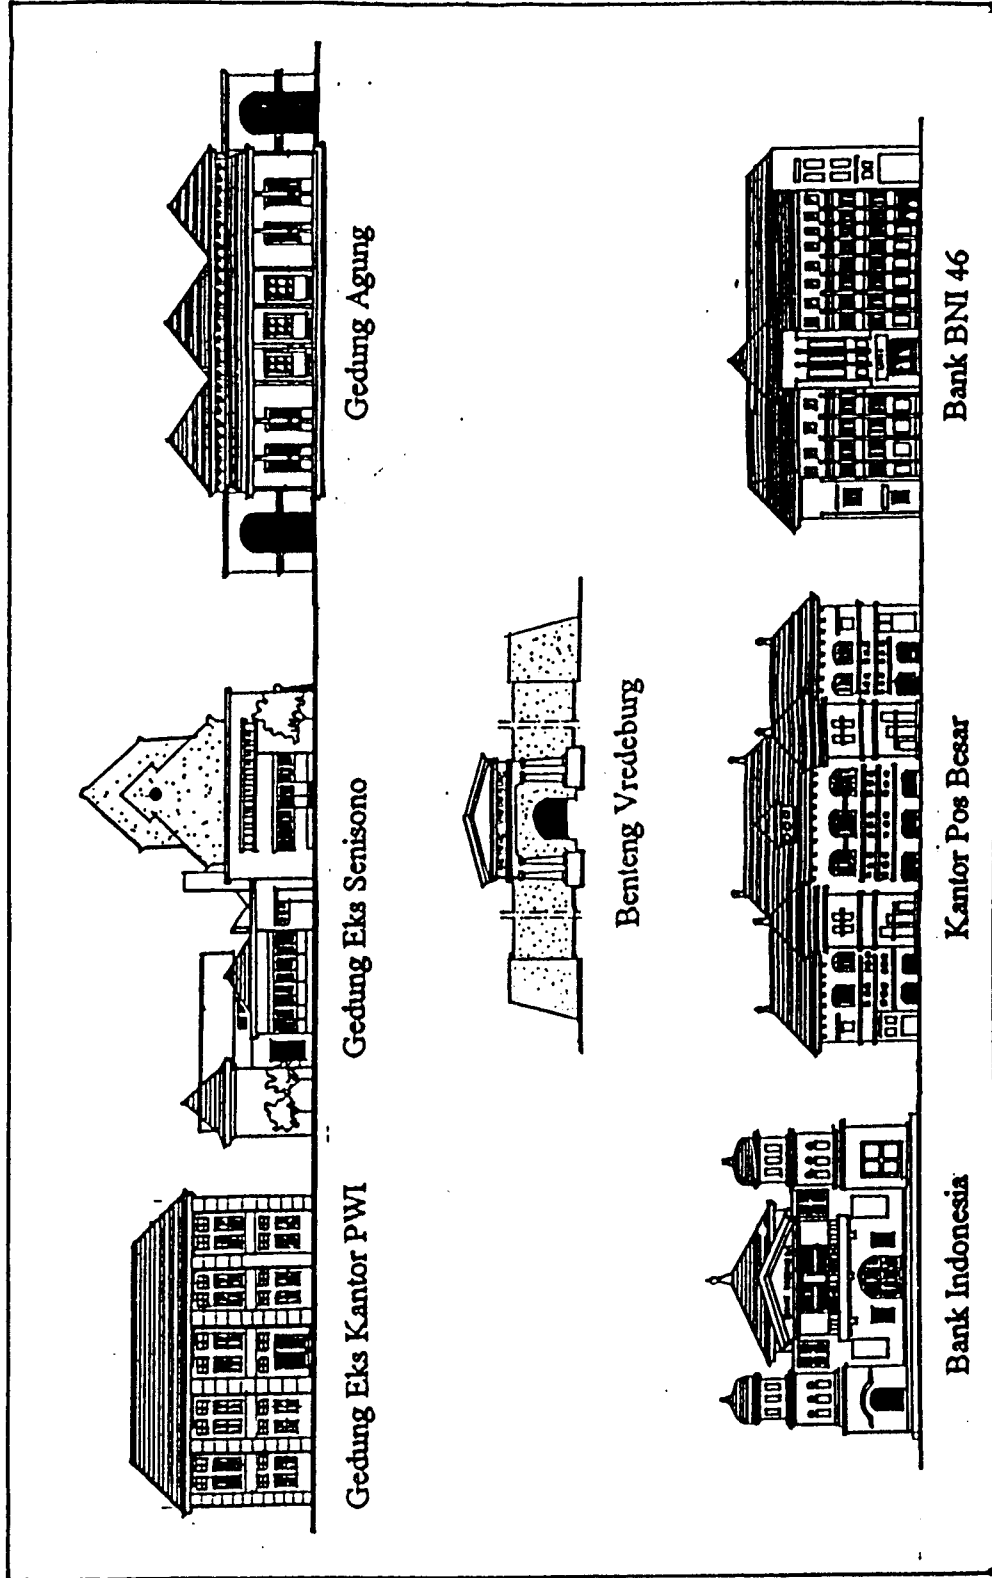 Gedung Eks Kantor PWI
Gedung Eks Senisono
Gedung Agung
Benteng Vredeburg
Bank Indonesia
Kantor Pos Besar
Bank BNI 46